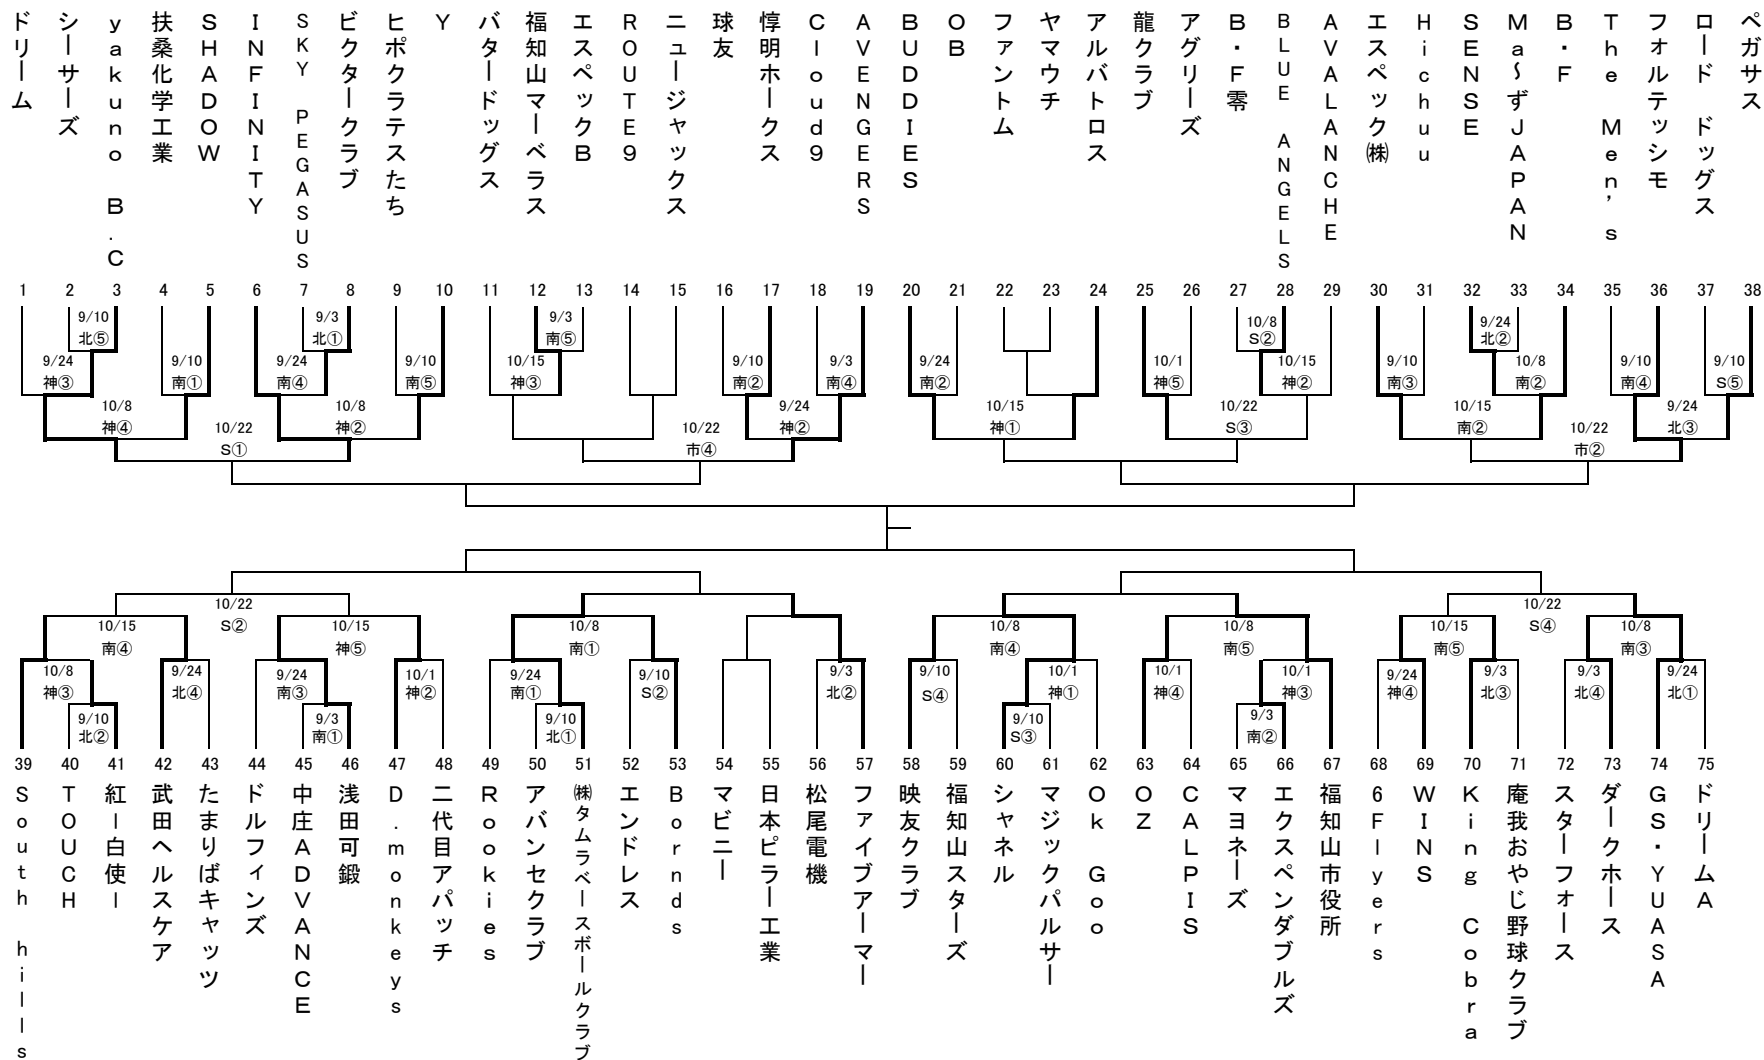 ドリーム
シーサーズ
yakuno B.C
扶桑化学工業
SHADOW
INFINITY
SKY PEGASUS
ビクタークラブ
ヒポクラテスたち
Y
バタードッグス
福知山マーベラス
エスペックB
ROUTE9
ニュージャックス
球友
惇明ホークス
Cloud9
AVENGERS
BUDDIES
OB
ファントム
ヤマウチ
アルバトロス
龍クラブ
アグリーズ
B・F零
BLUE ANGELS
AVALANCHE
エスペック㈱
Hichuu
SENSE
Ma～ずJAPAN
B・F
The Men's
フォルテッシモ
ロード ドッグス
ペガサス
1 2 3 4 5 6 7 8 9 10 11 12 13 14 15 16 17 18 19 20 21 22 23 24 25 26 27 28 29 30 31 32 33 34 35 36 37 38
9/10 9/3 9/3 10/8 9/24
北⑤ 北① 南⑤ S② 北②
9/24 9/10 9/24 9/10 10/15 9/10 9/3 9/24 10/1 10/15 9/10 10/8 9/10 9/10
神③ 南① 南④ 南⑤ 神③ 南② 南④ 南② 神⑤ 神② 南③ 南② 南④ S⑤
10/8 10/8 9/24 10/15 10/22 10/15 9/24
神④ 神② 神② 神① S③ 南② 北③
10/22 10/22 10/22
S① 市④ 市②
10/22 10/22
S② S④
10/15 10/15 10/8 10/8 10/8 10/15 10/8
南④ 神⑤ 南① 南④ 南⑤ 南⑤ 南③
10/8 9/24 9/24 10/1 9/24 9/10 9/3 9/10 10/1 10/1 10/1 9/24 9/3 9/3 9/24
神③ 北④ 南③ 神② 南① S② 北② S④ 神① 神④ 神③ 神④ 北③ 北④ 北①
9/10 9/3 9/10 9/10 9/3
北② 南① 北① S③ 南②
39 40 41 42 43 44 45 46 47 48 49 50 51 52 53 54 55 56 57 58 59 60 61 62 63 64 65 66 67 68 69 70 71 72 73 74 75
South hills
TOUCH
紅ー白使ー
武田ヘルスケア
たまりばキャッツ
ドルフィンズ
中庄ADVANCE
浅田可鍛
D.monkeys
二代目アパッチ
Rookies
アバンセクラブ
㈱タムラベースボールクラブ
エンドレス
Bornds
マビニー
日本ピラー工業
松尾電機
ファイブアーマー
映友クラブ
福知山スターズ
シャネル
マジックパルサー
Ok Goo
OZ
CALPIS
マヨネーズ
エクスペンダブルズ
福知山市役所
6Flyers
WINS
King Cobra
庵我おやじ野球クラブ
スターフォース
ダークホース
GS・YUASA
ドリームA